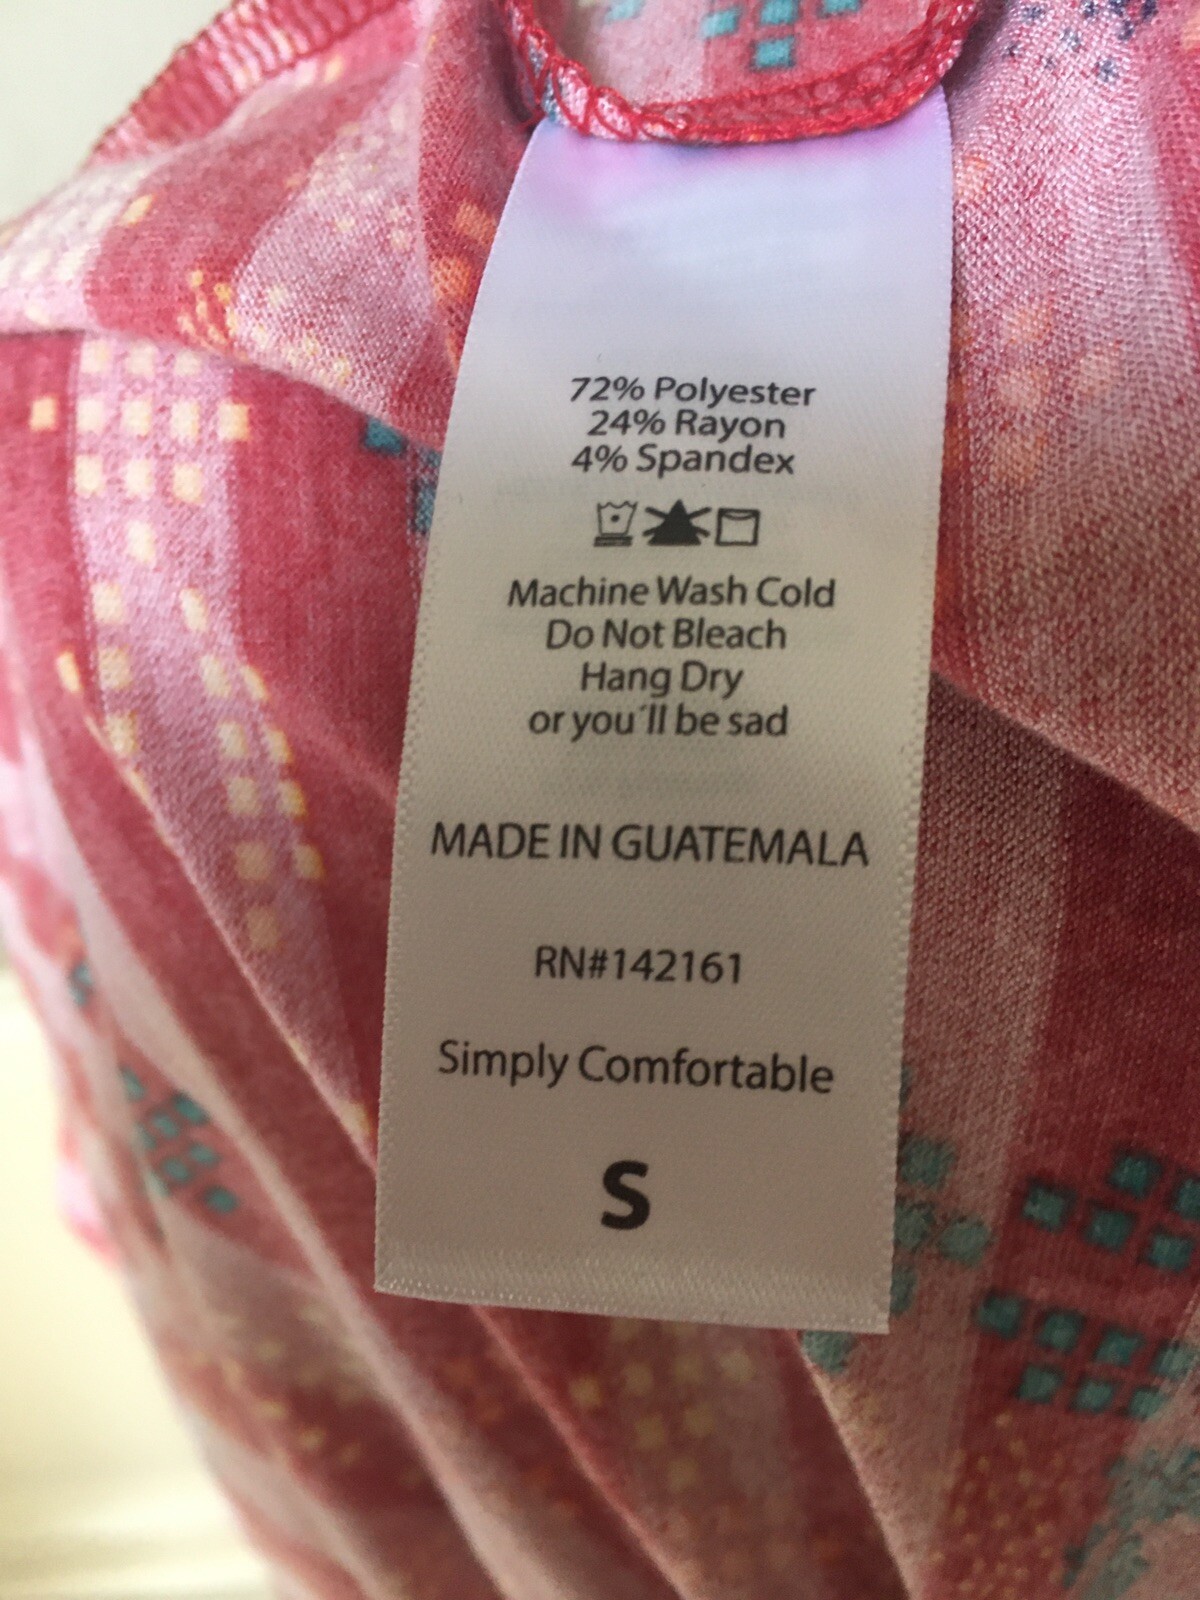 72% Polyester
24% Rayon
4% Spandex
Machine Wash Cold
Do Not Bleach
Hang Dry
or you´ll be sad
MADE IN GUATEMALA
RN#142161
Simply Comfortable
S